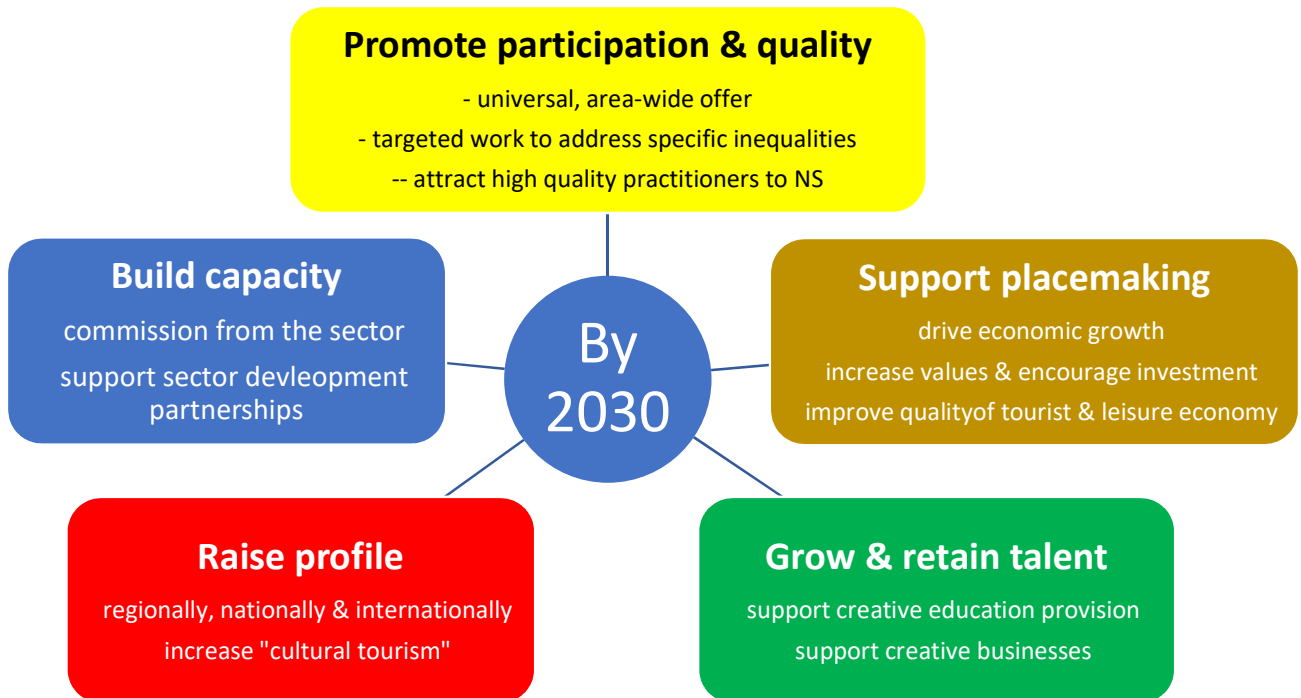 Promote participation & quality
- universal, area-wide offer
- targeted work to address specific inequalities
-- attract high quality practitioners to NS
Build capacity
commission from the sector
support sector devleopment
partnerships
By
2030
Support placemaking
drive economic growth
increase values & encourage investment
improve qualityof tourist & leisure economy
Raise profile
regionally, nationally & internationally
increase "cultural tourism"
Grow & retain talent
support creative education provision
support creative businesses